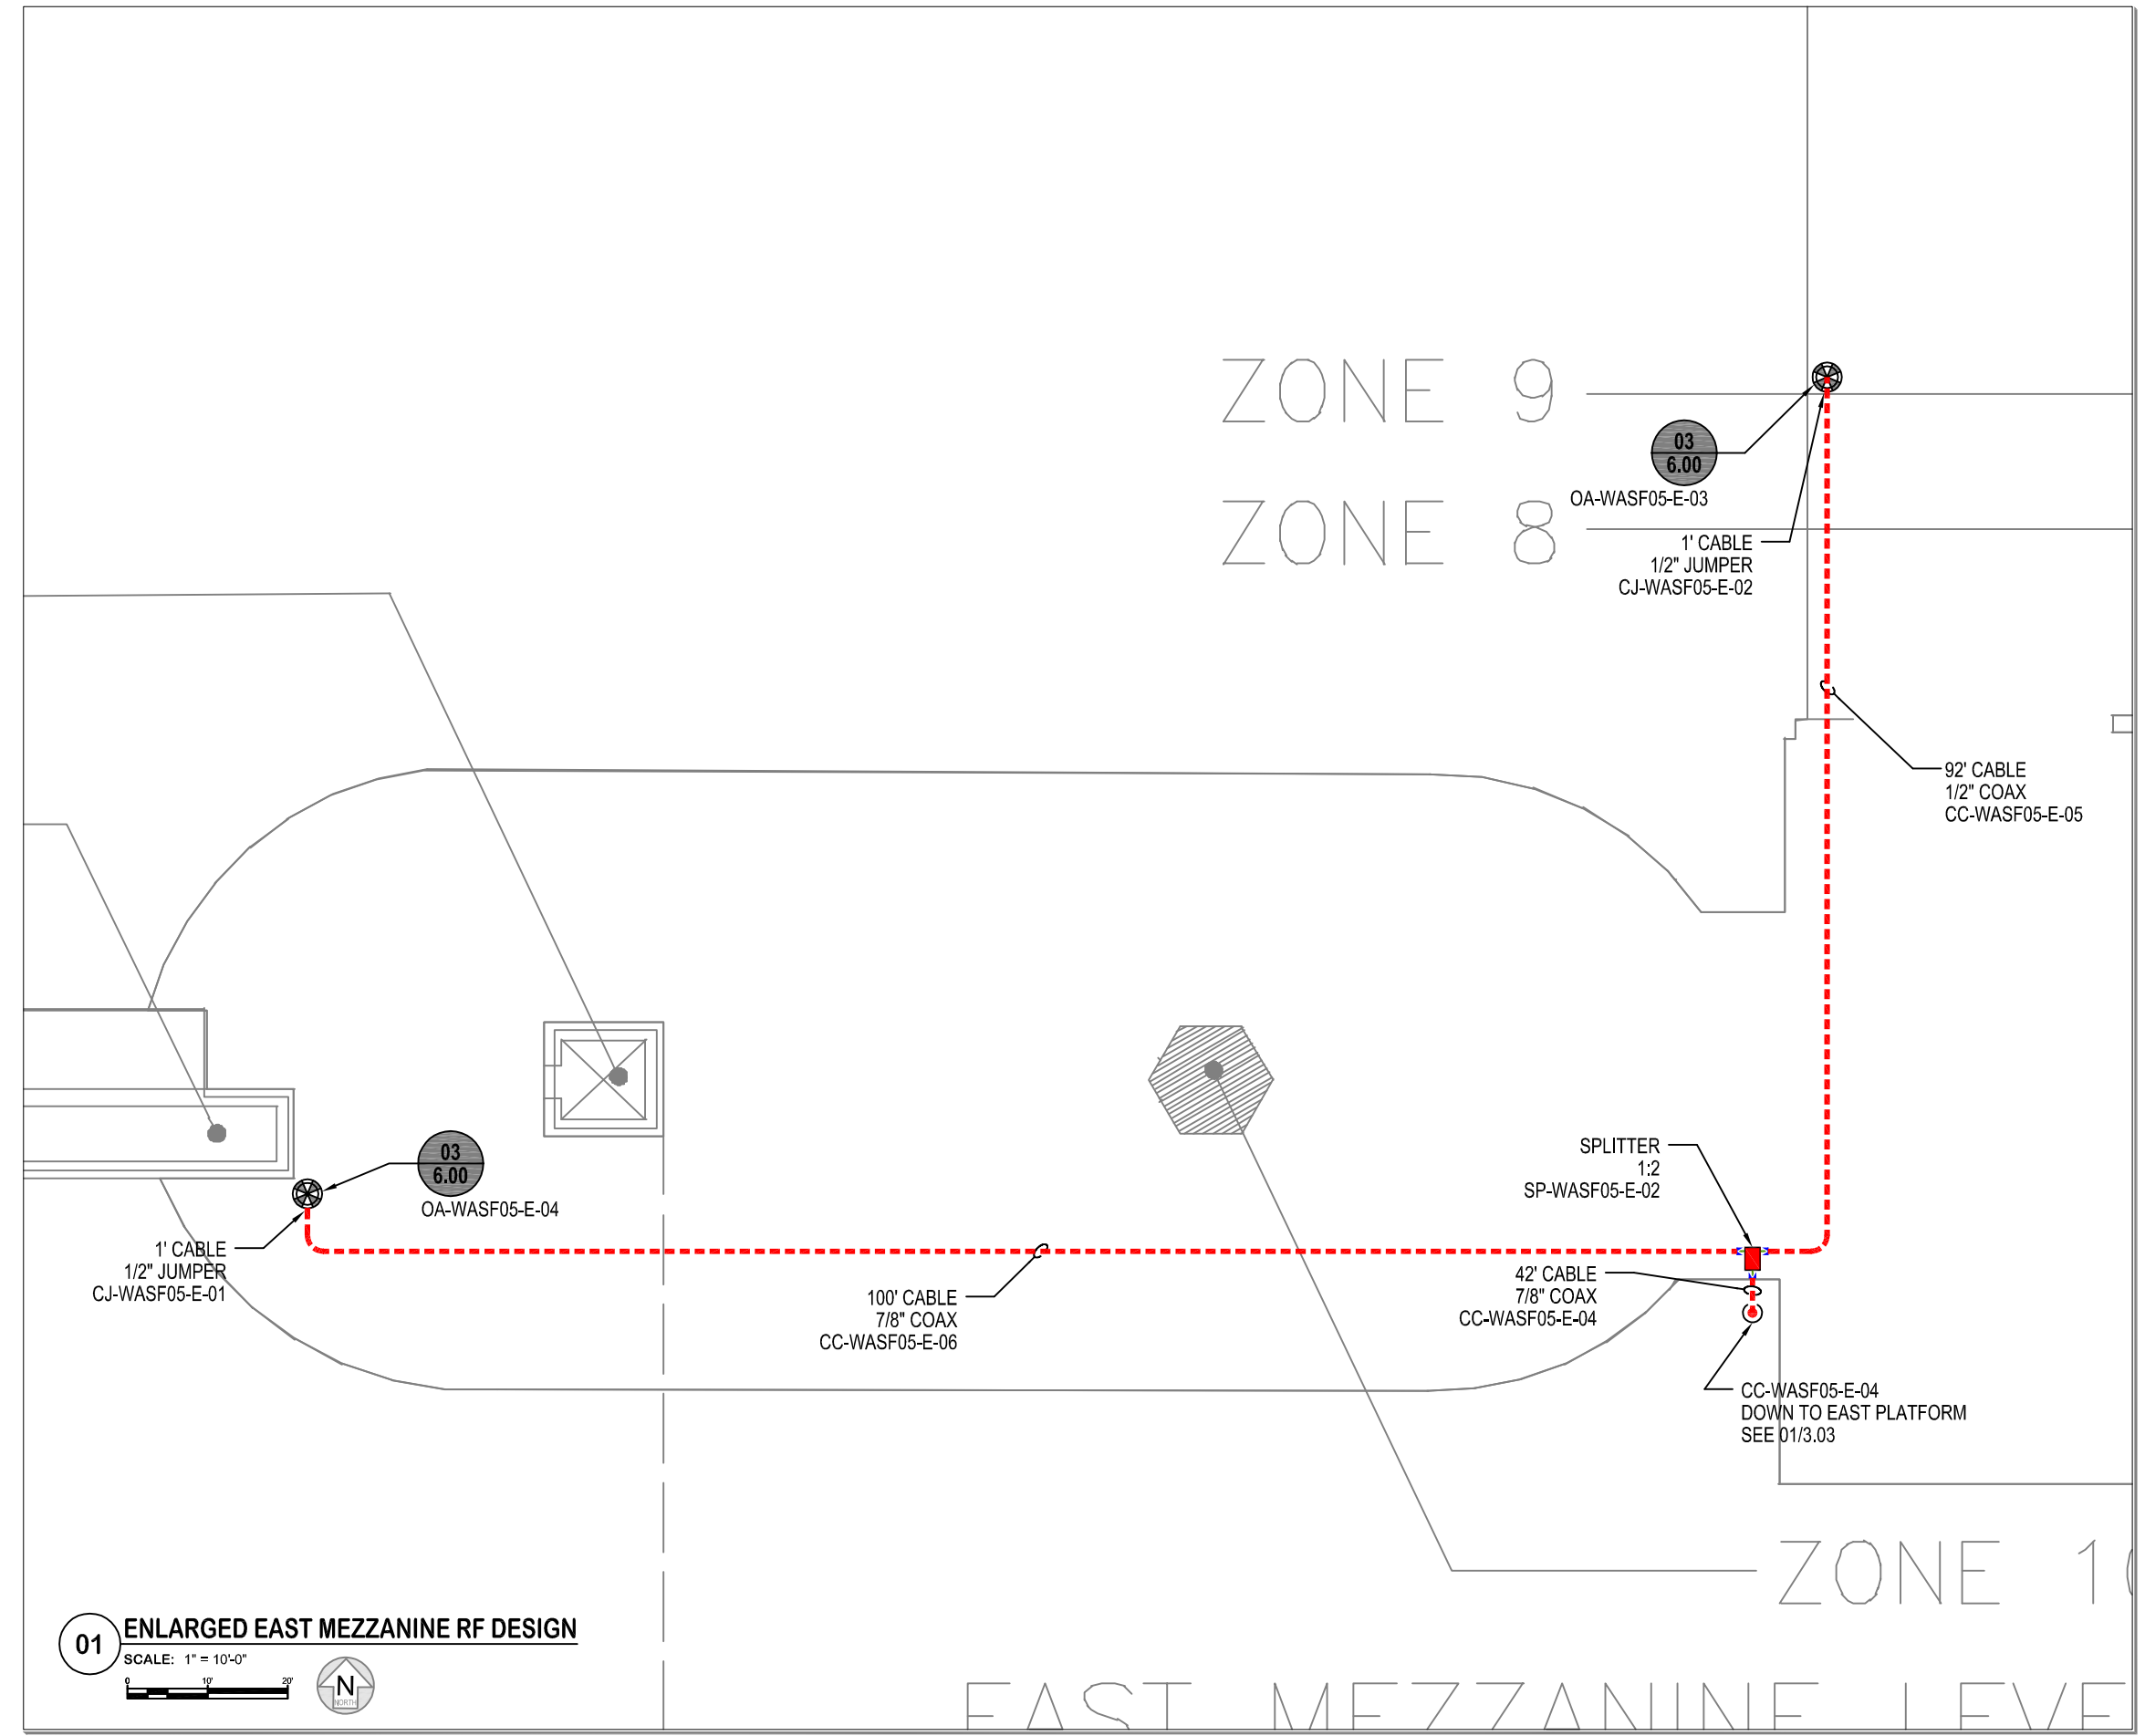 ZONE 9
03
6.00
OA-WASF05-E-03
ZONE 8
1' CABLE
1/2" JUMPER
CJ-WASF05-E-02
92' CABLE
1/2" COAX
CC-WASF05-E-05
03
6.00
OA-WASF05-E-04
SPLITTER
1:2
SP-WASF05-E-02
1' CABLE
1/2" JUMPER
CJ-WASF05-E-01
100' CABLE
7/8" COAX
CC-WASF05-E-06
42' CABLE
7/8" COAX
CC-WASF05-E-04
CC-WASF05-E-04
DOWN TO EAST PLATFORM
SEE 01/3.03
ZONE 1
01
ENLARGED EAST MEZZANINE RF DESIGN
SCALE: 1" = 10'-0"
0 10' 20'
N
NORTH
EAST MEZZANINE LEVE